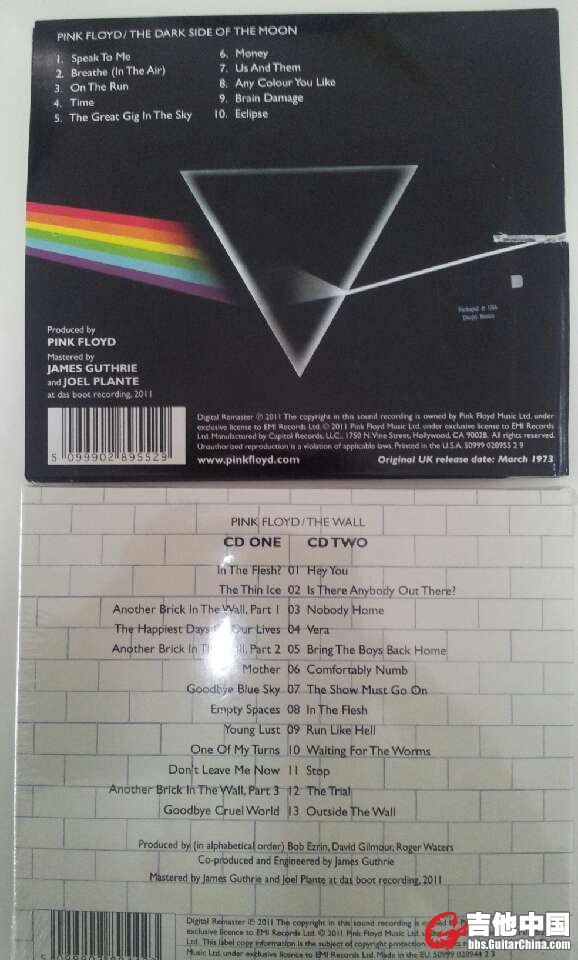 PINK FLOYD/THE DARK SIDE OF THE MOON
1. Speak To Me
2. Breathe (In The Air)
3. On The Run
4. Time
5. The Great Gig In The Sky
6. Money
7. Us And Them
8. Any Colour You Like
9. Brain Damage
10. Eclipse
Produced by
PINK FLOYD
Mastered by
JAMES GUTHRIE
and JOEL PLANTE
at das boot recording, 2011
5 099902 895529
Digital Remaster ℗ 2011 The copyright in this sound recording is owned by Pink Floyd Music Ltd. under
exclusive license to EMI Records Ltd. © 2011 Pink Floyd Music Ltd. under exclusive license to EMI Records
Ltd. Manufactured by Capitol Records, LLC., 1750 N. Vine Street, Hollywood, CA 90028. All rights reserved.
Unauthorized reproduction is a violation of applicable laws. Printed in the U.S.A. 50999 028955 2 9
www.pinkfloyd.com
Original UK release date: March 1973
PINK FLOYD/THE WALL
CD ONE CD TWO
In The Flesh? 01 Hey You
The Thin Ice 02 Is There Anybody Out There?
Another Brick In The Wall, Part 1 03 Nobody Home
The Happiest Days Of Our Lives 04 Vera
Another Brick In The Wall, Part 2 05 Bring The Boys Back Home
Mother 06 Comfortably Numb
Goodbye Blue Sky 07 The Show Must Go On
Empty Spaces 08 In The Flesh
Young Lust 09 Run Like Hell
One Of My Turns 10 Waiting For The Worms
Don't Leave Me Now 11 Stop
Another Brick In The Wall, Part 3 12 The Trial
Goodbye Cruel World 13 Outside The Wall
Produced by (in alphabetical order) Bob Ezrin, David Gilmour, Roger Waters
Co-produced and Engineered by James Guthrie
Mastered by James Guthrie and Joel Plante at das boot recording, 2011
Digital Remaster ℗ 2011 The copyright in this sound recording is owned by Pink
exclusive licence to EMI Records Ltd. © 2011 Pink Floyd Music Ltd.
Ltd. This label copy information is the subject of copyright protection.
under exclusive licence to EMI Records Ltd. Made in the EU. 50999 028944 2
吉他中国
bbs.GuitarChina.com